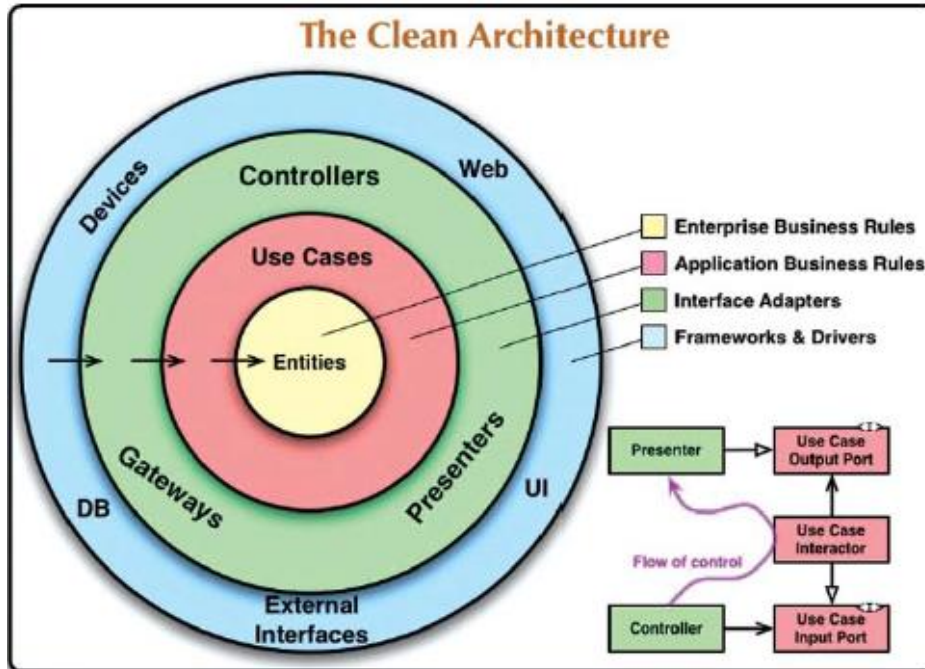 The Clean Architecture
Devices
Web
Controllers
Use Cases
Entities
Gateways
Presenters
DB
UI
External
Interfaces
Enterprise Business Rules
Application Business Rules
Interface Adapters
Frameworks & Drivers
Presenter
Use Case
Output Port
Flow of control
Use Case
Interactor
Controller
Use Case
Input Port